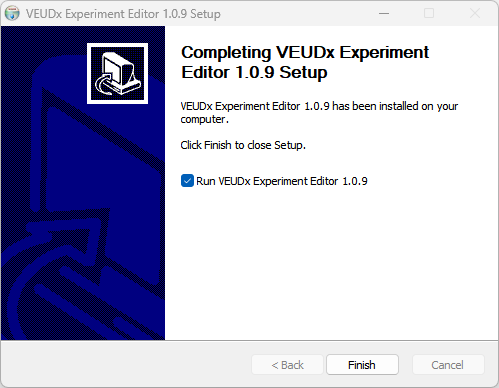 VEUDx Experiment Editor 1.0.9 Setup
Completing VEUDx Experiment
Editor 1.0.9 Setup
VEUDx Experiment Editor 1.0.9 has been installed on your
computer.
Click Finish to close Setup.
Run VEUDx Experiment Editor 1.0.9
< Back
Finish
Cancel